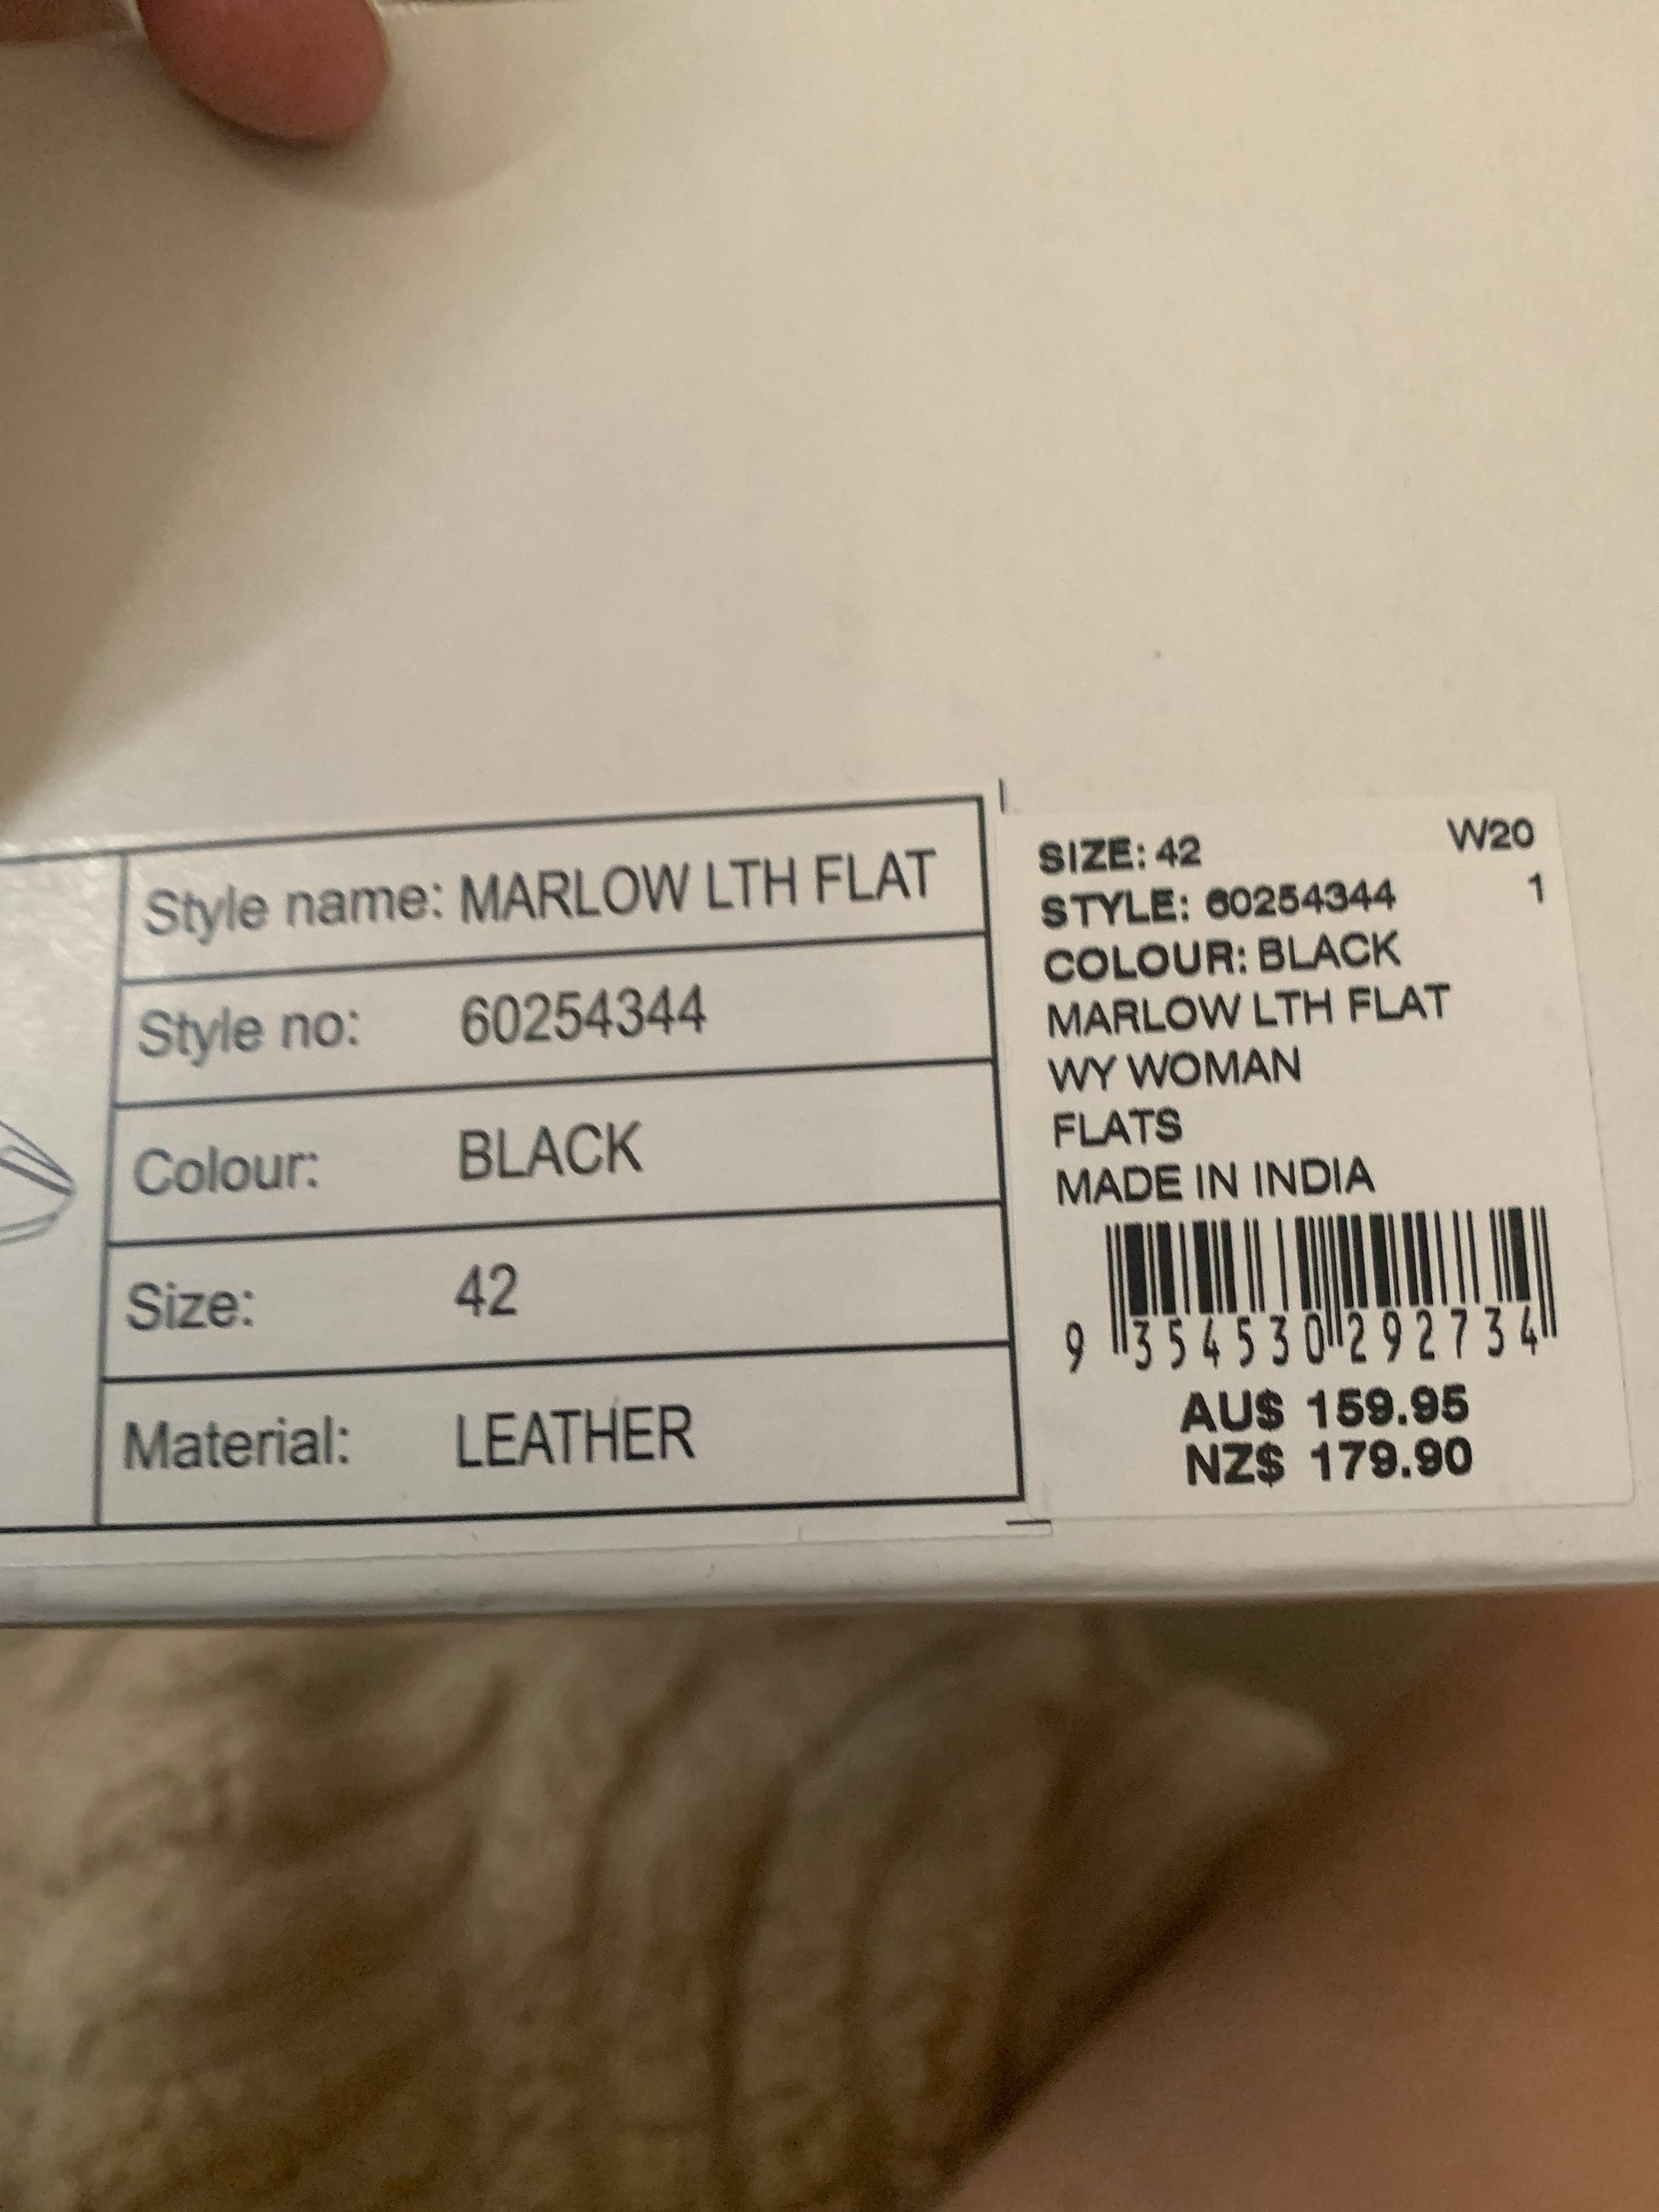 Style name: MARLOW LTH FLAT
Style no: 60254344
Colour: BLACK
Size: 42
Material: LEATHER
SIZE: 42 W20
STYLE: 60254344 1
COLOUR: BLACK
MARLOW LTH FLAT
WY WOMAN
FLATS
MADE IN INDIA
9 354530 292734
AU$ 159.95
NZ$ 179.90